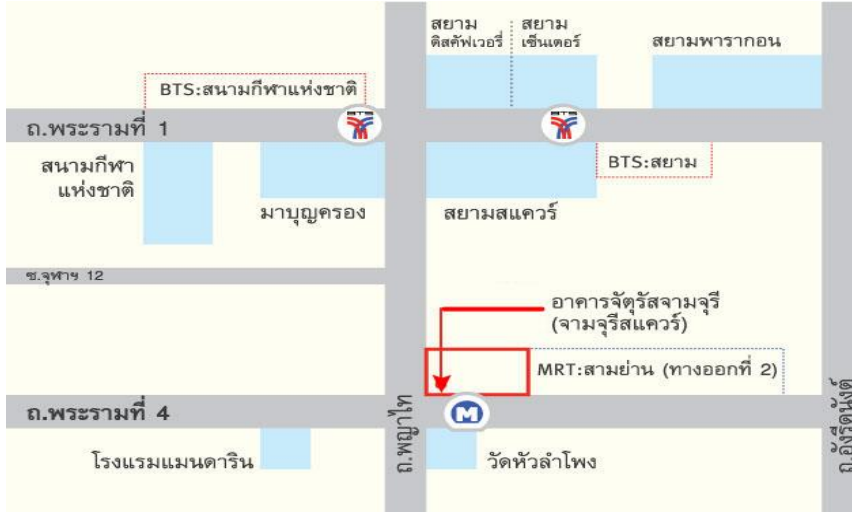 สยาม
ดิสคัฟเวอรี่
สยาม
เซ็นเตอร์
สยามพารากอน
BTS:สนามกีฬาแห่งชาติ
ถ.พระรามที่ 1
BTS:สยาม
สนามกีฬา
แห่งชาติ
มาบุญครอง
สยามสแควร์
ซ.จุฬาฯ 12
อาคารจัตุรัสจามจุรี
(จามจุรีสแควร์)
MRT:สามย่าน (ทางออกที่ 2)
ถ.พระรามที่ 4
M
ถ.พญาไท
ถ.อังรีดูนังต์
โรงแรมแมนดาริน
วัดหัวลำโพง